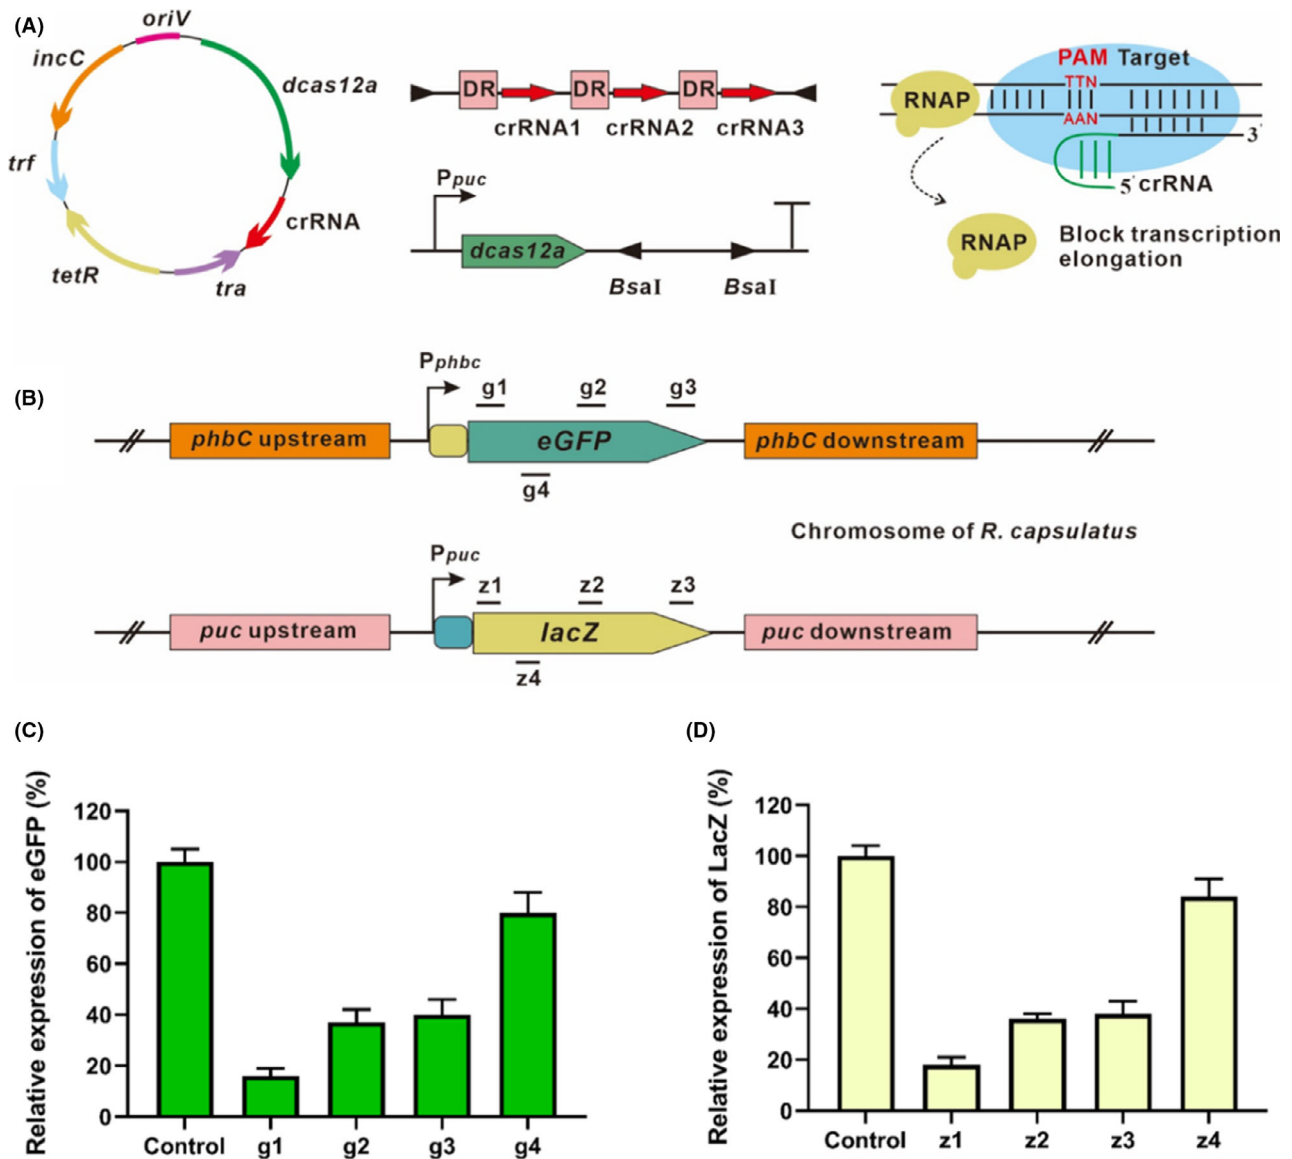 (A)
oriV
incC
dcas12a
trf
crRNA
tetR
tra
DR DR DR
crRNA1 crRNA2 crRNA3
Ppuc
dcas12a
BsaI BsaI
PAM Target
TTN
RNAP
AAN
3'
5'crRNA
RNAP
Block transcription
elongation
(B)
Pphbc
g1 g2 g3
phbC upstream
eGFP
phbC downstream
g4
Chromosome of R. capsulatus
Ppuc
z1 z2 z3
puc upstream
lacZ
puc downstream
z4
(C)
Relative expression of eGFP (%)
120
100
80
60
40
20
0
Control g1 g2 g3 g4
(D)
Relative expression of LacZ (%)
120
100
80
60
40
20
0
Control z1 z2 z3 z4